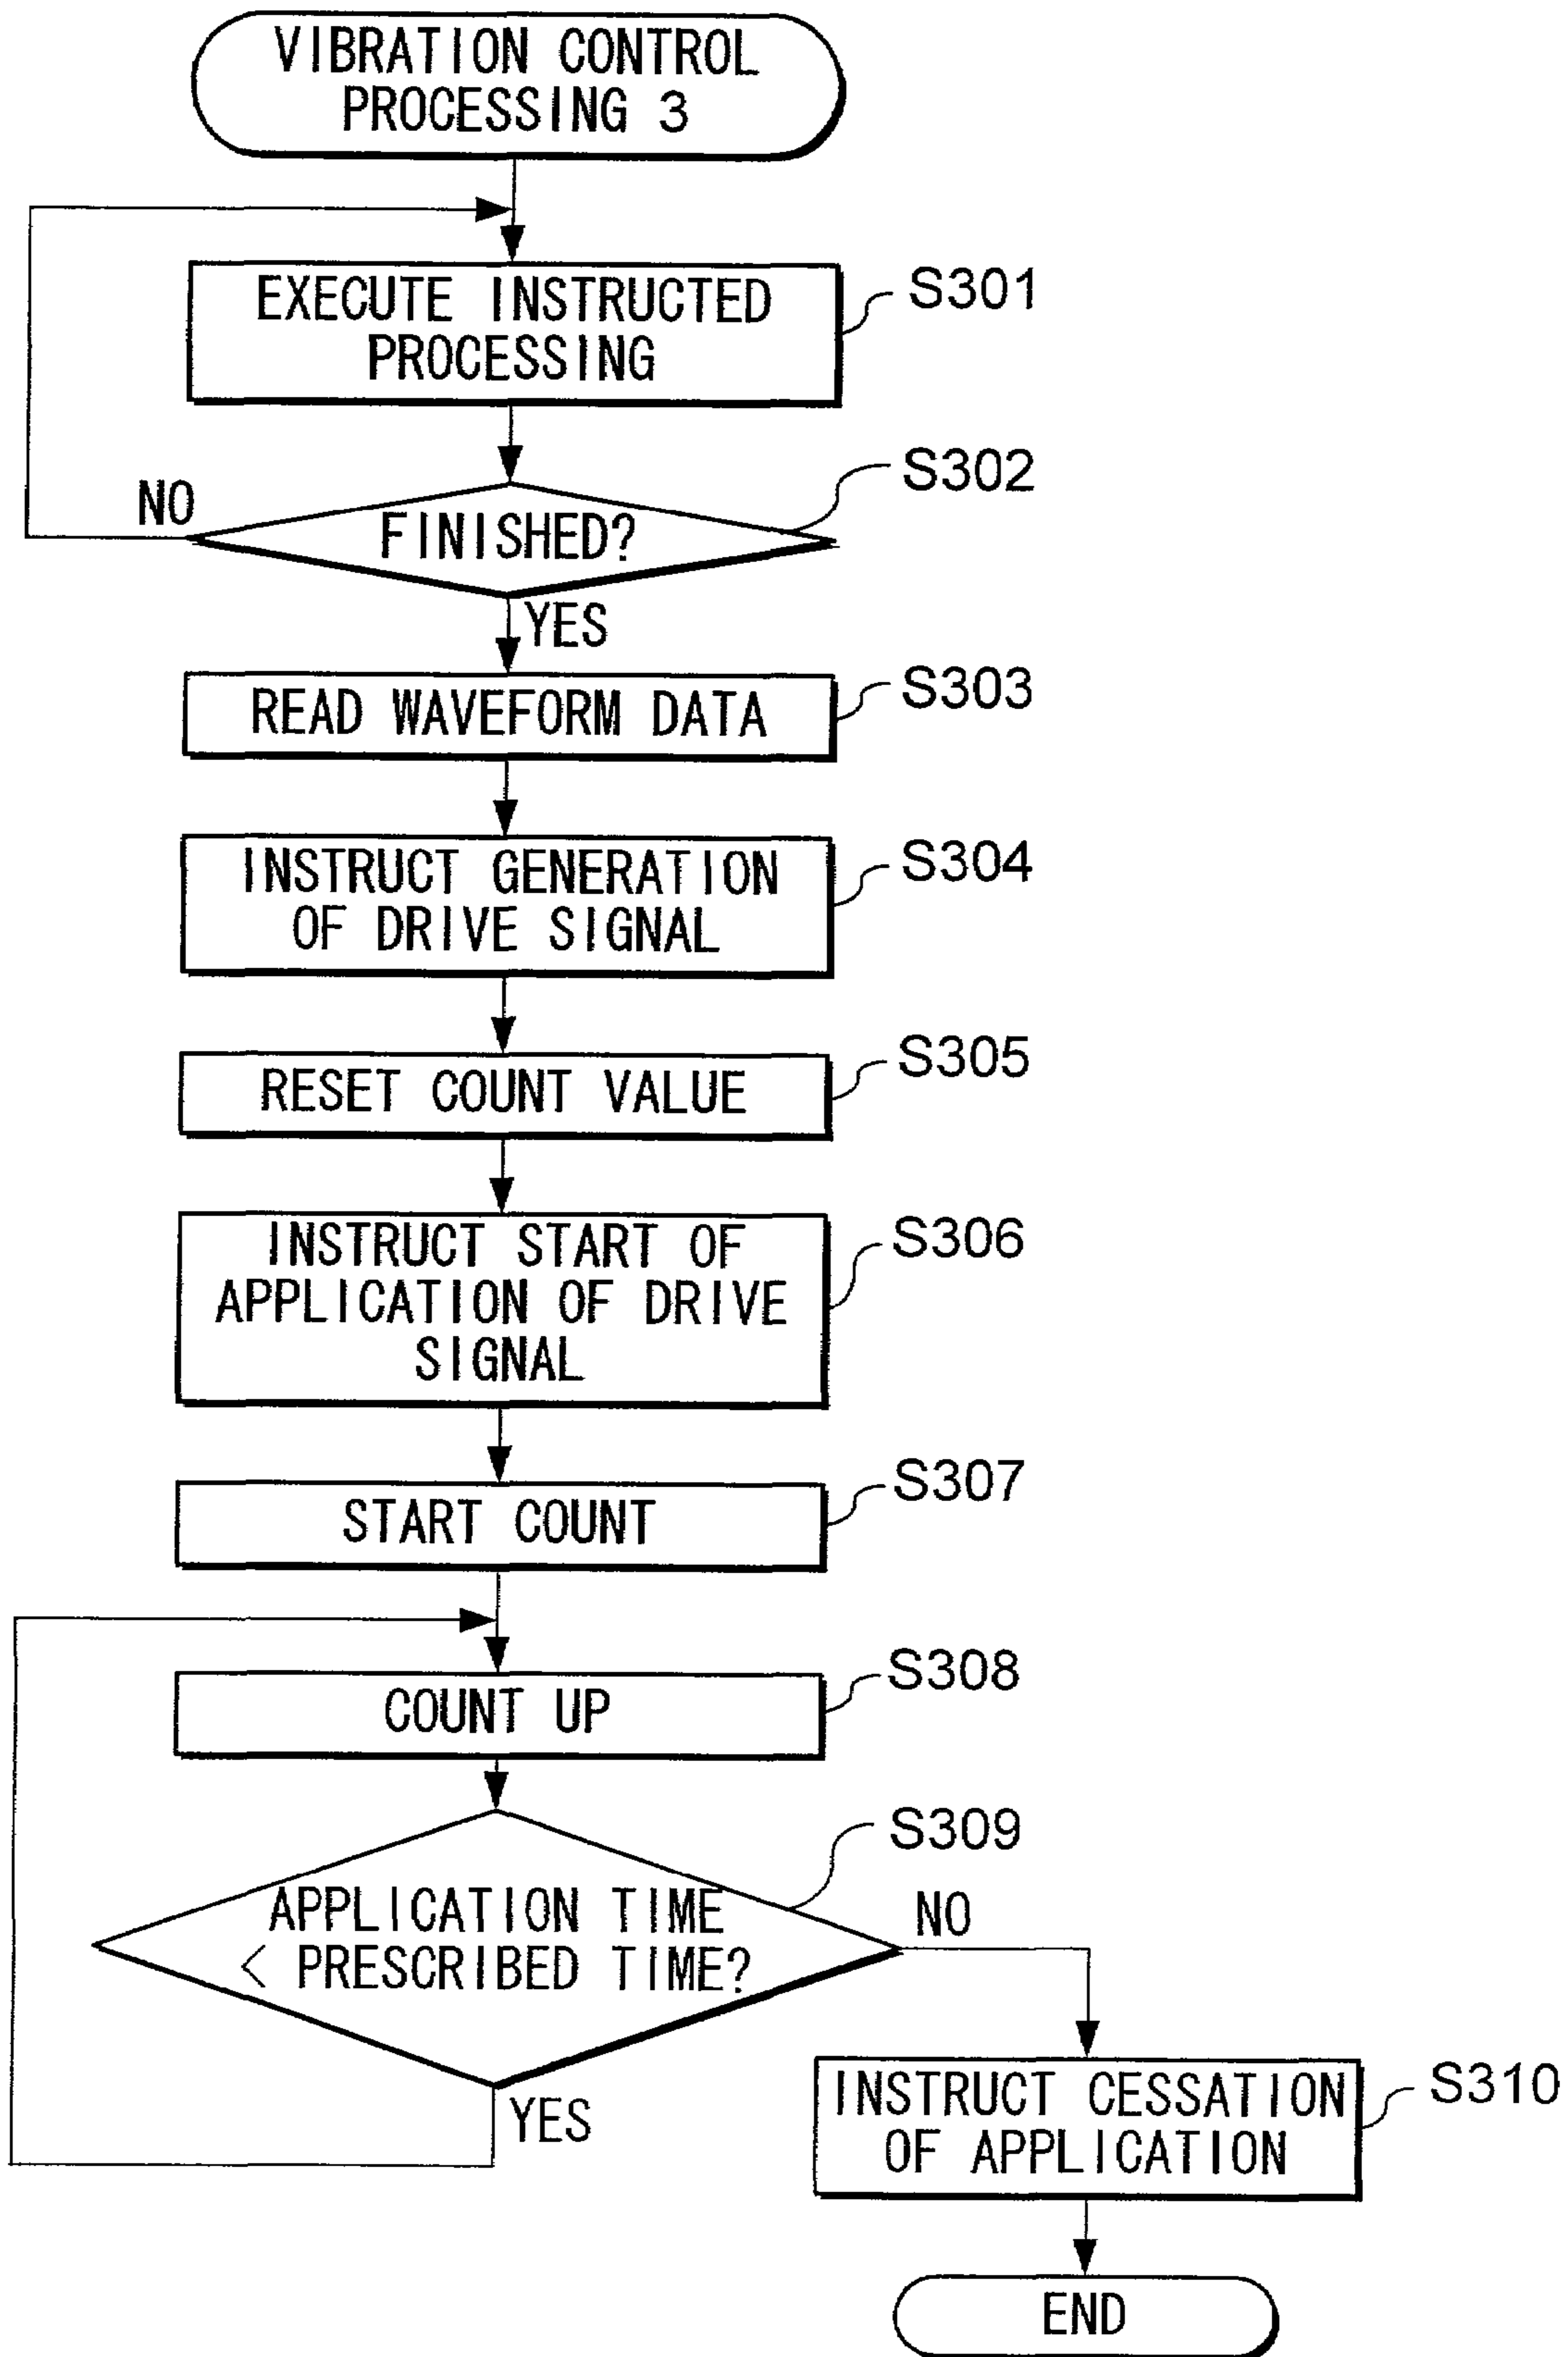 VIBRATION CONTROL
PROCESSING 3
EXECUTE INSTRUCTED
PROCESSING
S301
S302
NO
FINISHED?
YES
READ WAVEFORM DATA
S303
INSTRUCT GENERATION
OF DRIVE SIGNAL
S304
RESET COUNT VALUE
S305
INSTRUCT START OF
APPLICATION OF DRIVE
SIGNAL
S306
START COUNT
S307
COUNT UP
S308
S309
APPLICATION TIME
< PRESCRIBED TIME?
NO
YES
INSTRUCT CESSATION
OF APPLICATION
S310
END